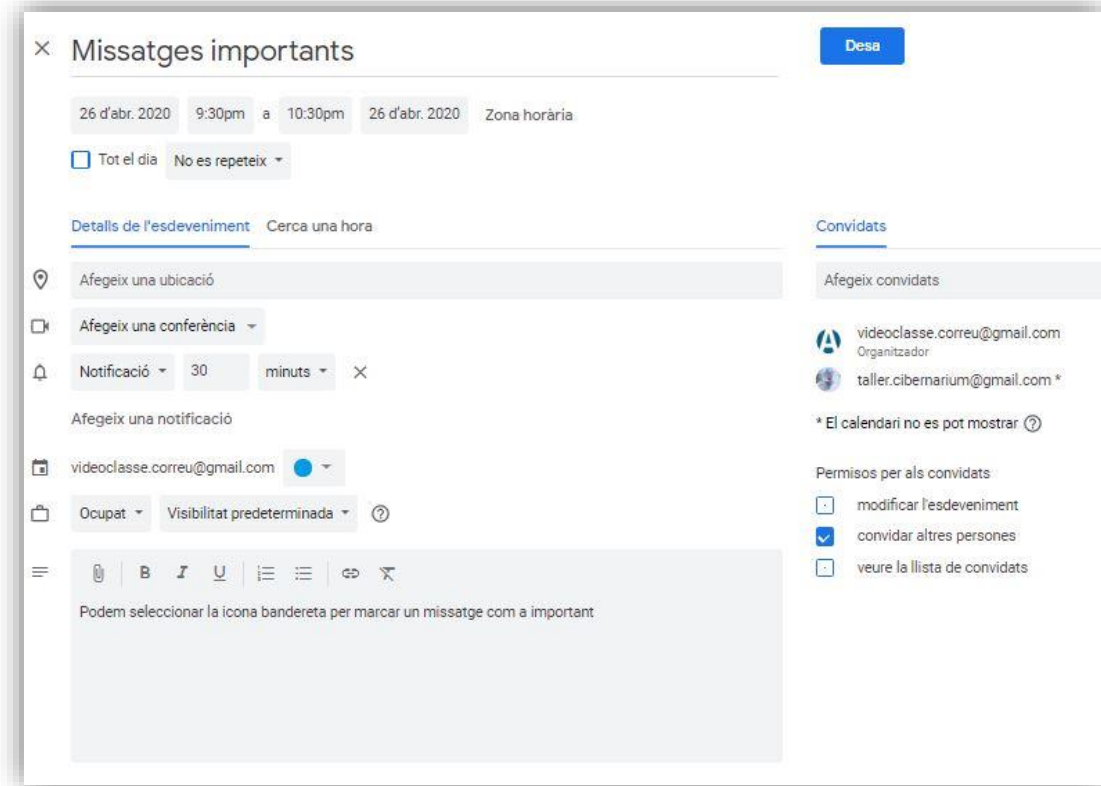 Missatges importants
Desa
26 d'abr. 2020 9:30pm a 10:30pm 26 d'abr. 2020 Zona horària
Tot el dia No es repeteix
Detalls de l'esdeveniment Cerca una hora
Afegeix una ubicació
Afegeix una conferència
Notificació 30 minuts
Afegeix una notificació
videoclasse.correu@gmail.com
Ocupat Visibilitat predeterminada
B I U
Podem seleccionar la icona bandereta per marcar un missatge com a important
Convidats
Afegeix convidats
videoclasse.correu@gmail.com
Organitzador
taller.cibernarium@gmail.com *
* El calendari no es pot mostrar
Permisos per als convidats
modificar l'esdeveniment
convidar altres persones
veure la llista de convidats